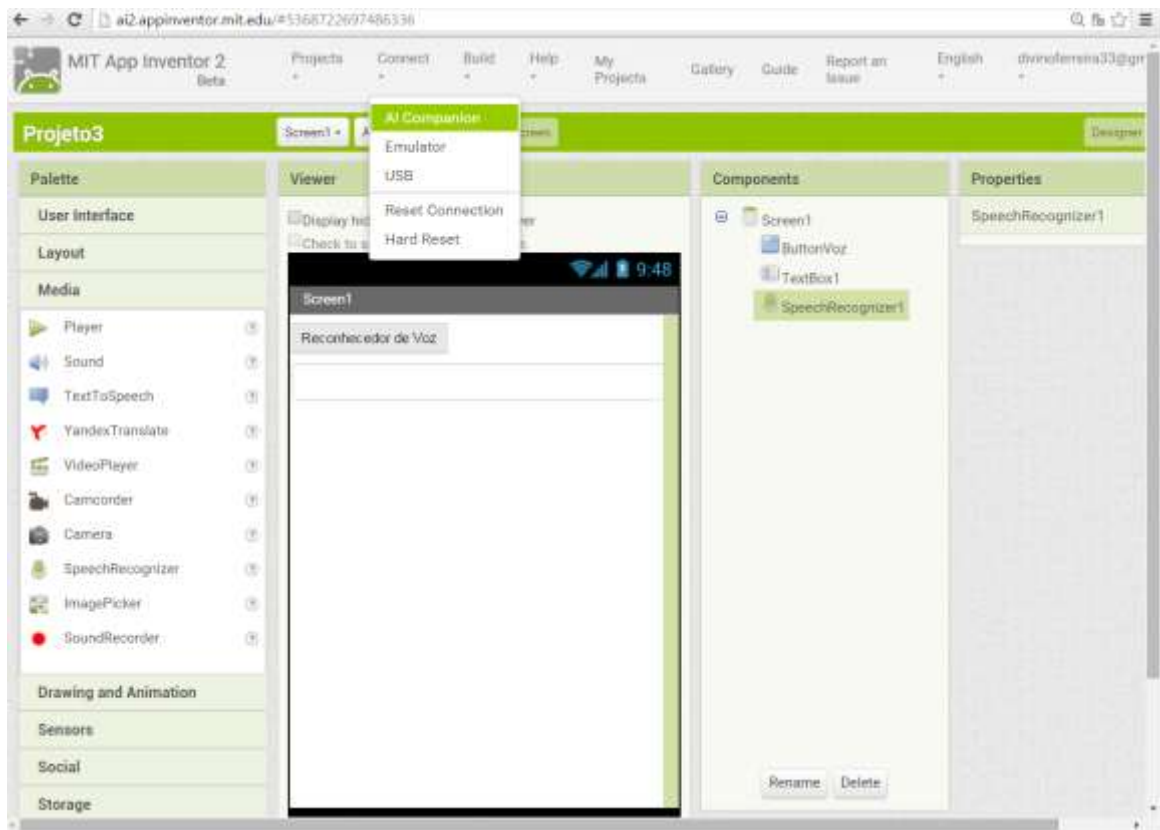 ai2.appinventor.mit.edu/#5368722697486336
MIT App Inventor 2
Beta
Projects
Connect
Build
Help
My
Projects
Gallery
Guide
Report an
Issue
English
Projeto3
Screen1
A
Designer
AI Companion
Emulator
USB
Reset Connection
Hard Reset
Palette
User Interface
Layout
Media
Player
Sound
TextToSpeech
YandexTranslate
VideoPlayer
Camcorder
Camera
SpeechRecognizer
ImagePicker
SoundRecorder
Drawing and Animation
Sensors
Social
Storage
Viewer
Display
Check to
9:48
Screen1
Reconhecedor de Voz
Components
Screen1
ButtonVoz
TextBox1
SpeechRecognizer1
Rename
Delete
Properties
SpeechRecognizer1